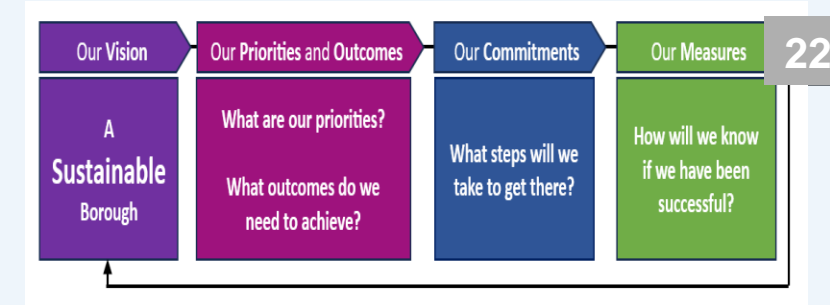 Our Vision
Our Priorities and Outcomes
Our Commitments
Our Measures
22
A
Sustainable
Borough
What are our priorities?
What outcomes do we
need to achieve?
What steps will we
take to get there?
How will we know
if we have been
successful?